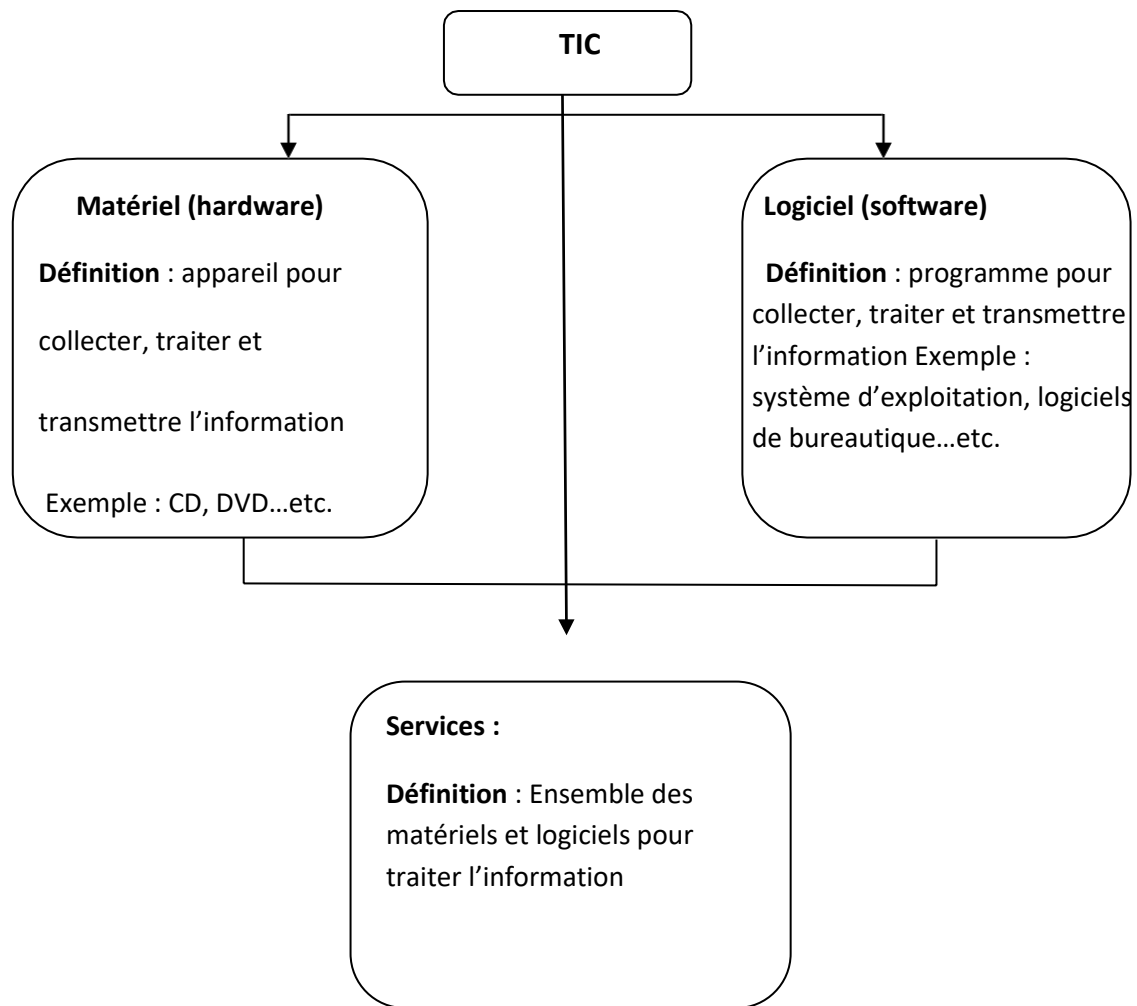 TIC
Matériel (hardware)
Définition : appareil pour
collecter, traiter et
transmettre l’information
Exemple : CD, DVD…etc.
Logiciel (software)
Définition : programme pour
collecter, traiter et transmettre
l’information Exemple :
système d’exploitation, logiciels
de bureautique…etc.
Services :
Définition : Ensemble des
matériels et logiciels pour
traiter l’information